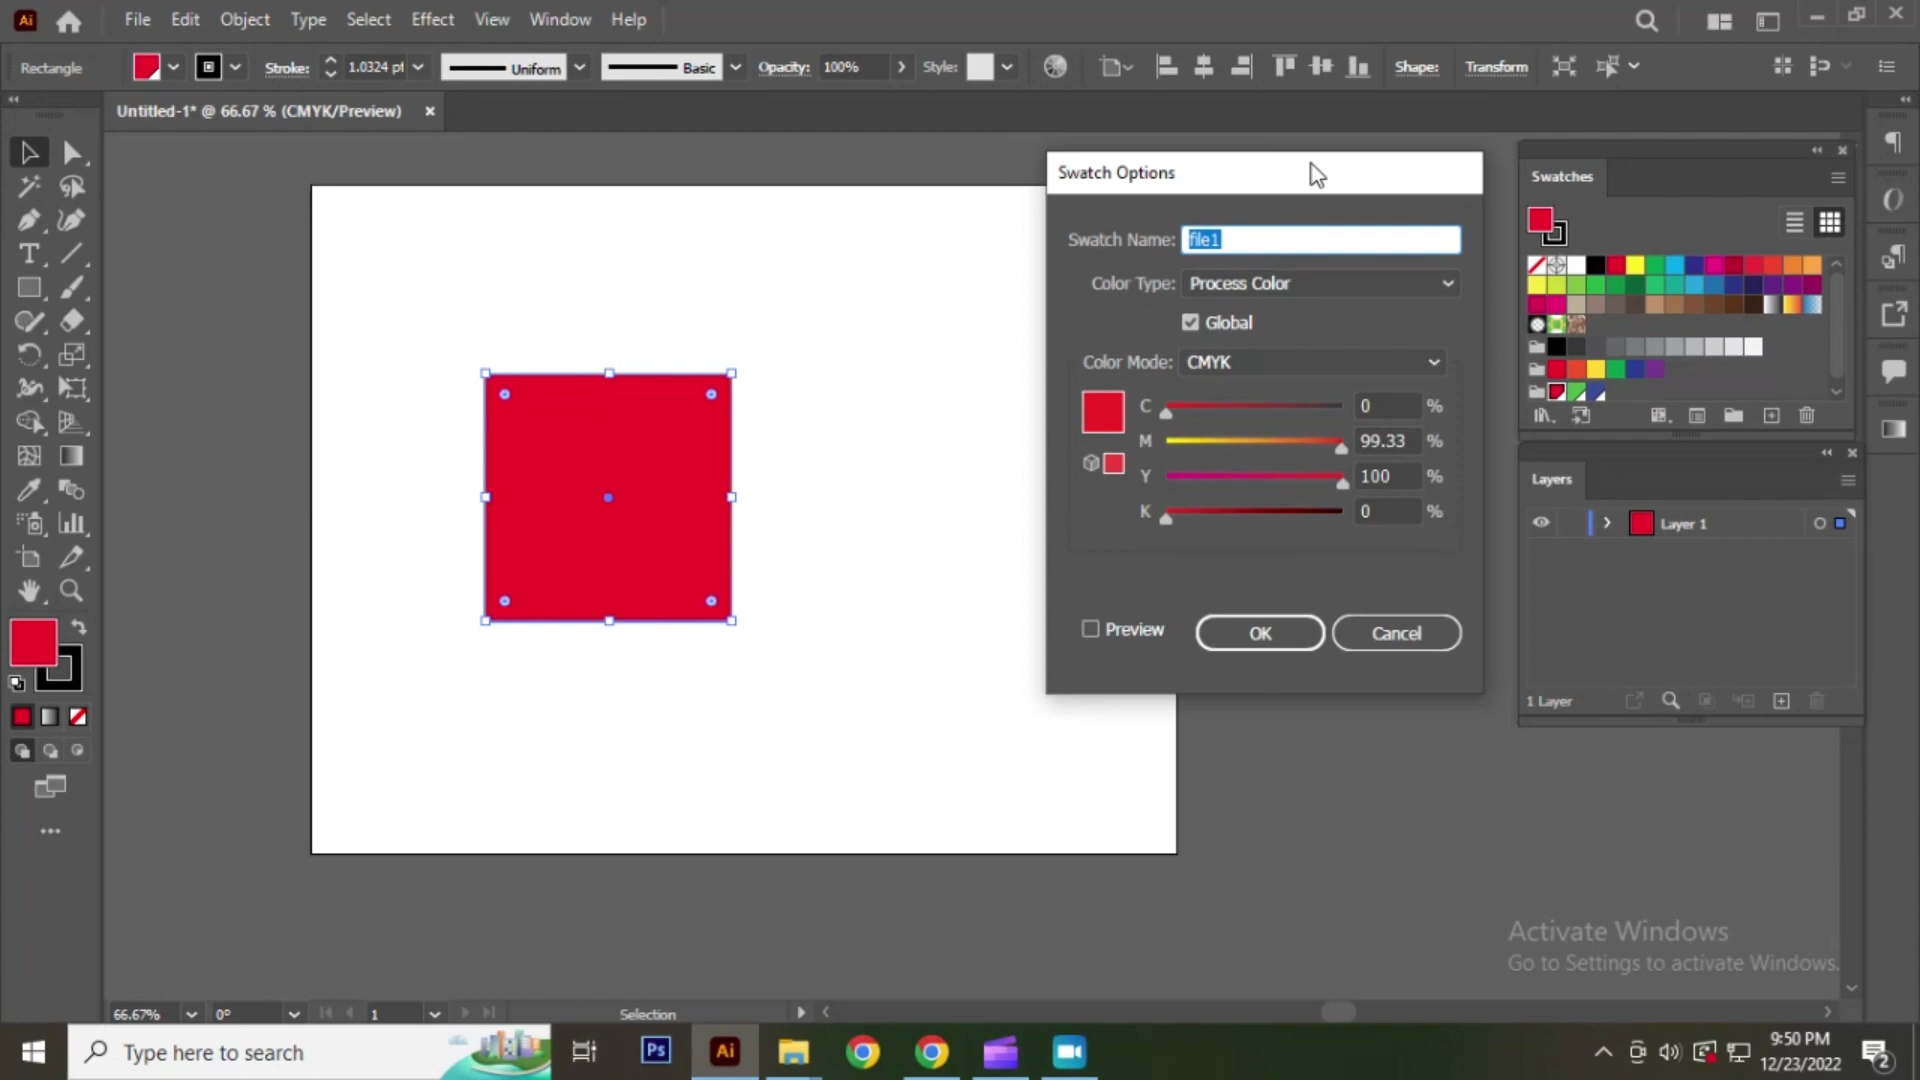 Ai File Edit Object Type Select Effect View Window Help
Rectangle Stroke: 1.0324 pt Uniform Basic Opacity: 100% Style: Shape: Transform
Untitled-1* @ 66.67 % (CMYK/Preview)
Swatch Options
Swatch Name: file1
Color Type: Process Color
Global
Color Mode: CMYK
C 0 %
M 99.33 %
Y 100 %
K 0 %
Preview OK Cancel
Swatches
Layers
Layer 1
1 Layer
Activate Windows
Go to Settings to activate Windows.
66.67% 0° 1 Selection
Type here to search
Ps
Ai
9:50 PM
12/23/2022
2